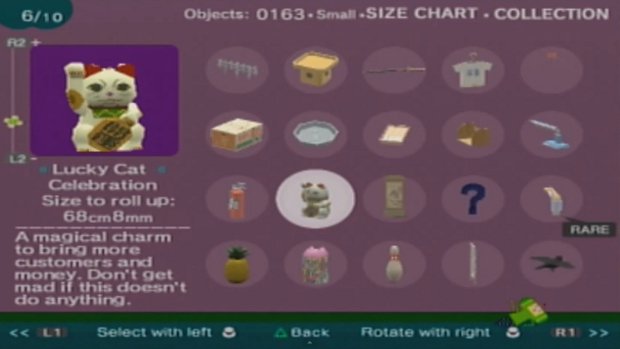 6/10
Objects: 0163 • Small • SIZE CHART • COLLECTION
R2 +
L2 -
Lucky Cat
Celebration
Size to roll up:
68cm8mm
A magical charm
to bring more
customers and
money. Don't get
mad if this doesn't
do anything.
?
RARE
<< L1 Select with left △ Back Rotate with right R1 >>